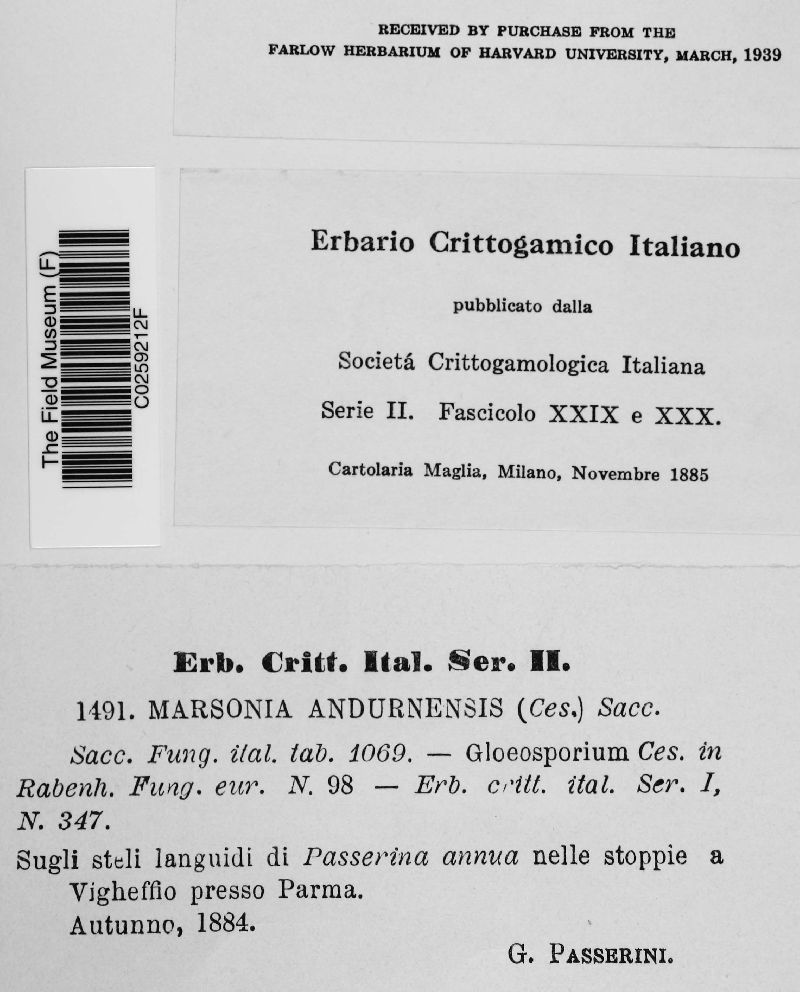 RECEIVED BY PURCHASE FROM THE
FARLOW HERBARIUM OF HARVARD UNIVERSITY, MARCH, 1939
The Field Museum (F)
C0259212F
Erbario Crittogamico Italiano
pubblicato dalla
Societá Crittogamologica Italiana
Serie II. Fascicolo XXIX e XXX.
Cartolaria Maglia, Milano, Novembre 1885
Erb. Critt. Ital. Ser. II.
1491. MARSONIA ANDURNENSIS (Ces.) Sacc.
Sacc. Fung. ital. tab. 1069. — Gloeosporium Ces. in
Rabenh. Fung. eur. N. 98 — Erb. critt. ital. Ser. I,
N. 347.
Sugli steli languidi di Passerina annua nelle stoppie a
Vigheffio presso Parma.
Autunno, 1884.
G. PASSERINI.